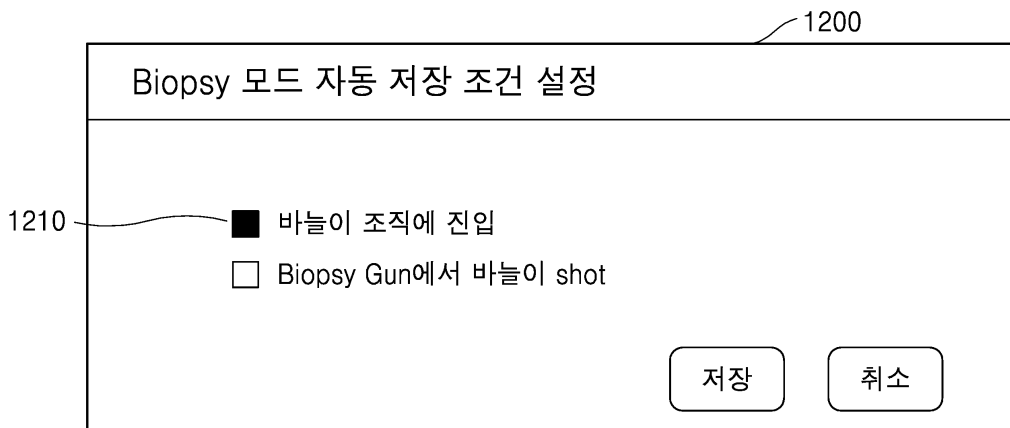 1200
Biopsy 모드 자동 저장 조건 설정
1210
바늘이 조직에 진입
Biopsy Gun에서 바늘이 shot
저장
취소